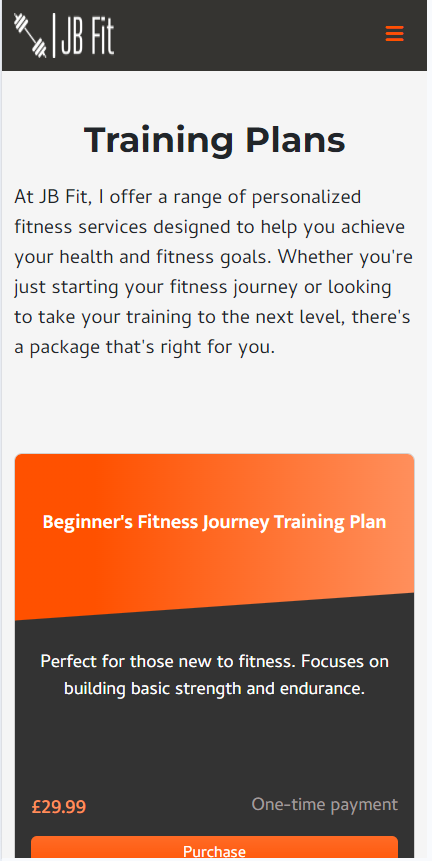 JB Fit
Training Plans
At JB Fit, I offer a range of personalized
fitness services designed to help you achieve
your health and fitness goals. Whether you're
just starting your fitness journey or looking
to take your training to the next level, there's
a package that's right for you.
Beginner's Fitness Journey Training Plan
Perfect for those new to fitness. Focuses on
building basic strength and endurance.
£29.99 One-time payment
Purchase